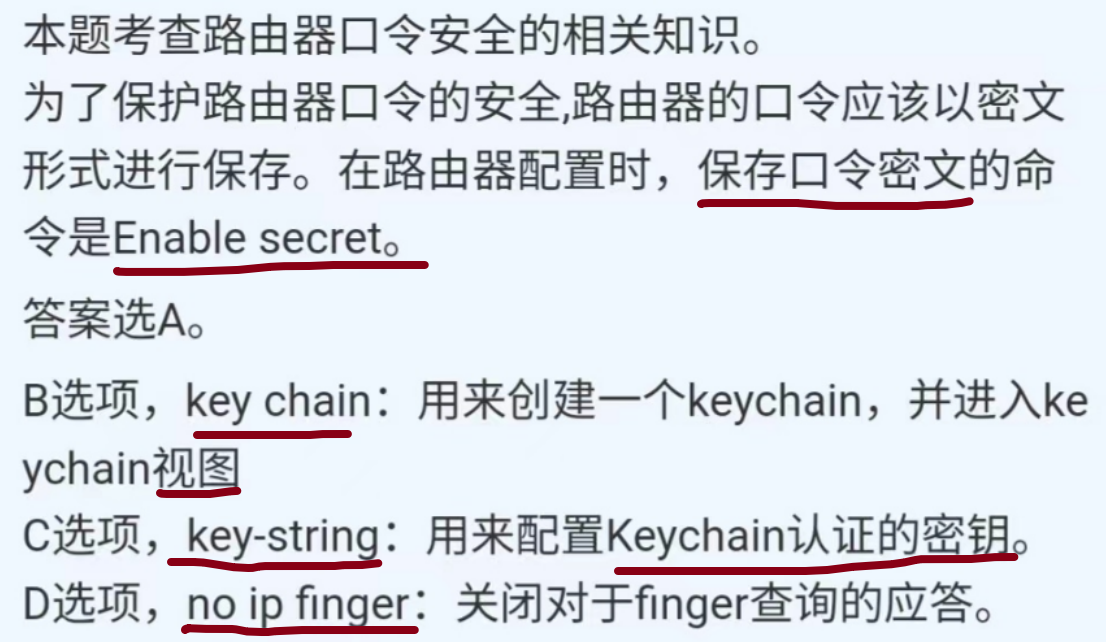 本题考查路由器口令安全的相关知识。
为了保护路由器口令的安全,路由器的口令应该以密文
形式进行保存。在路由器配置时，保存口令密文的命
令是Enable secret。
答案选A。
B选项，key chain：用来创建一个keychain，并进入ke
ychain视图
C选项，key-string：用来配置Keychain认证的密钥。
D选项，no ip finger：关闭对于finger查询的应答。